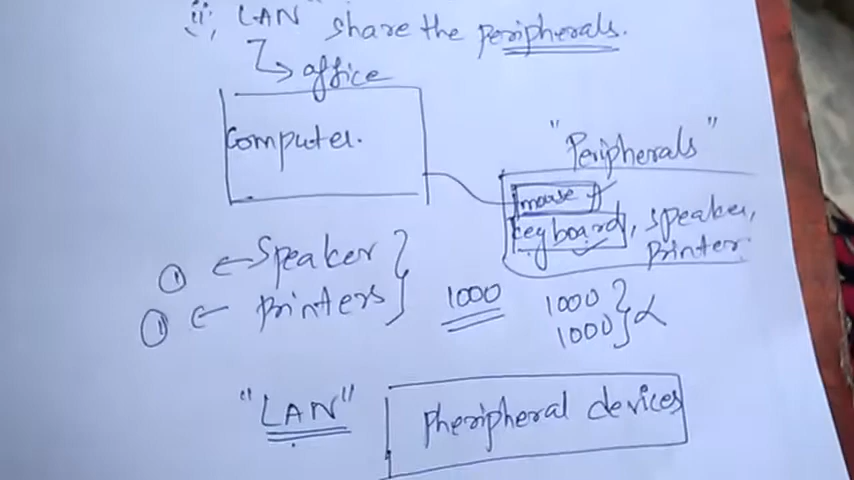 ii, LAN share the peripherals.
office
Computer.
"Peripherals"
mouse
keyboard, speaker,
printer
① ← Speaker
① ← printers
1000
1000
1000
"LAN"
pheripheral devices